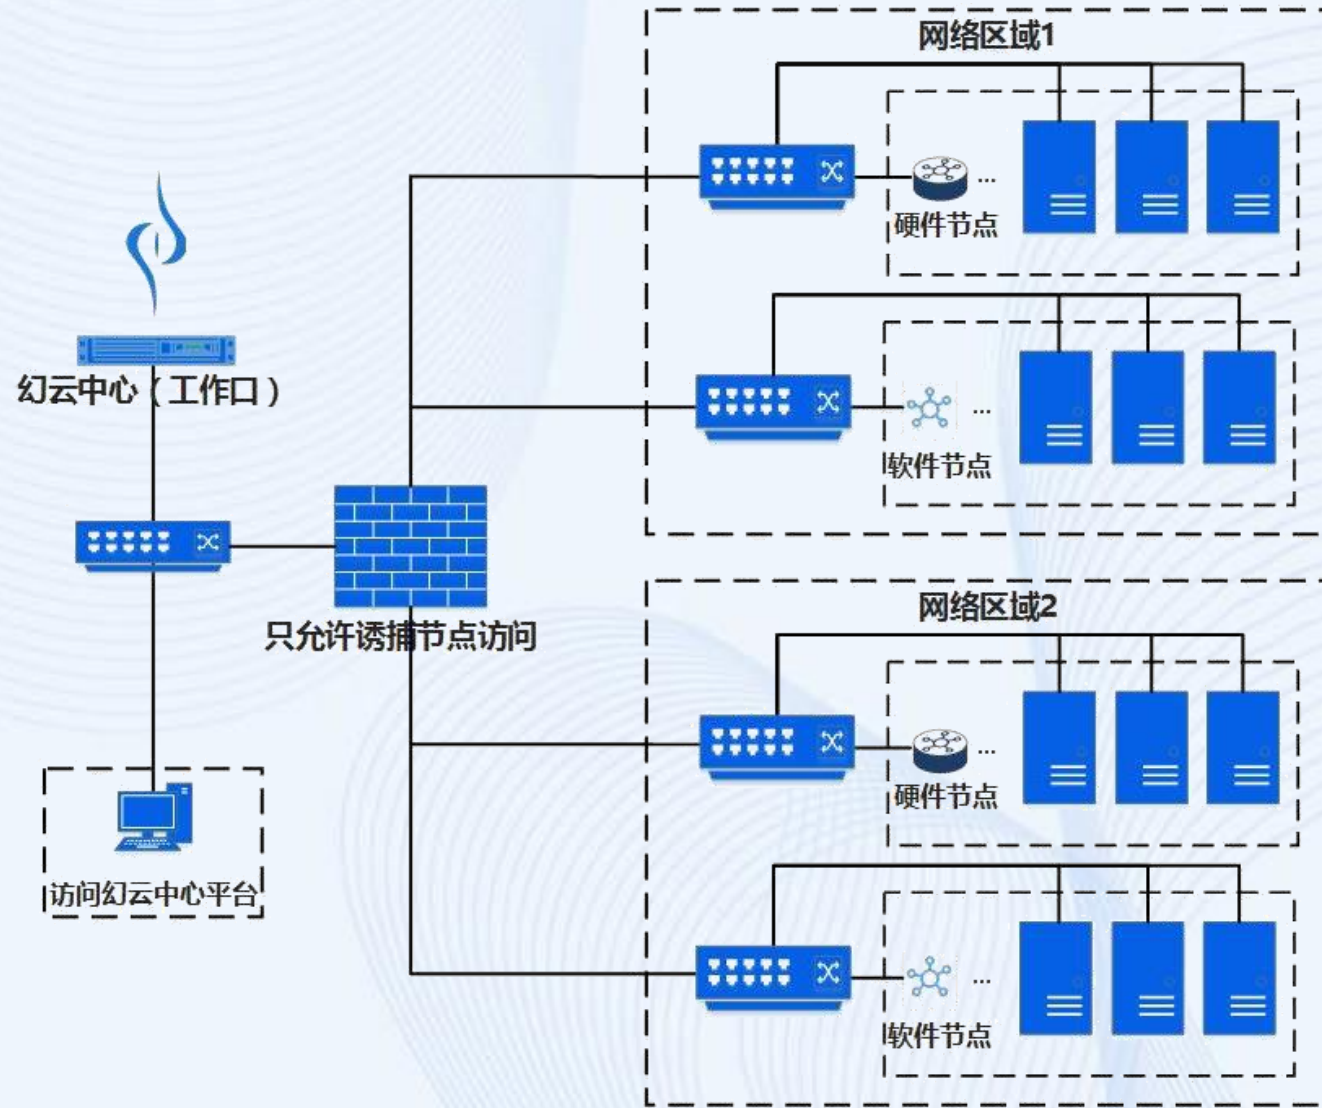 网络区域1
... 
硬件节点
幻云中心（工作口）
...
软件节点
只允许诱捕节点访问
网络区域2
...
硬件节点
访问幻云中心平台
...
软件节点